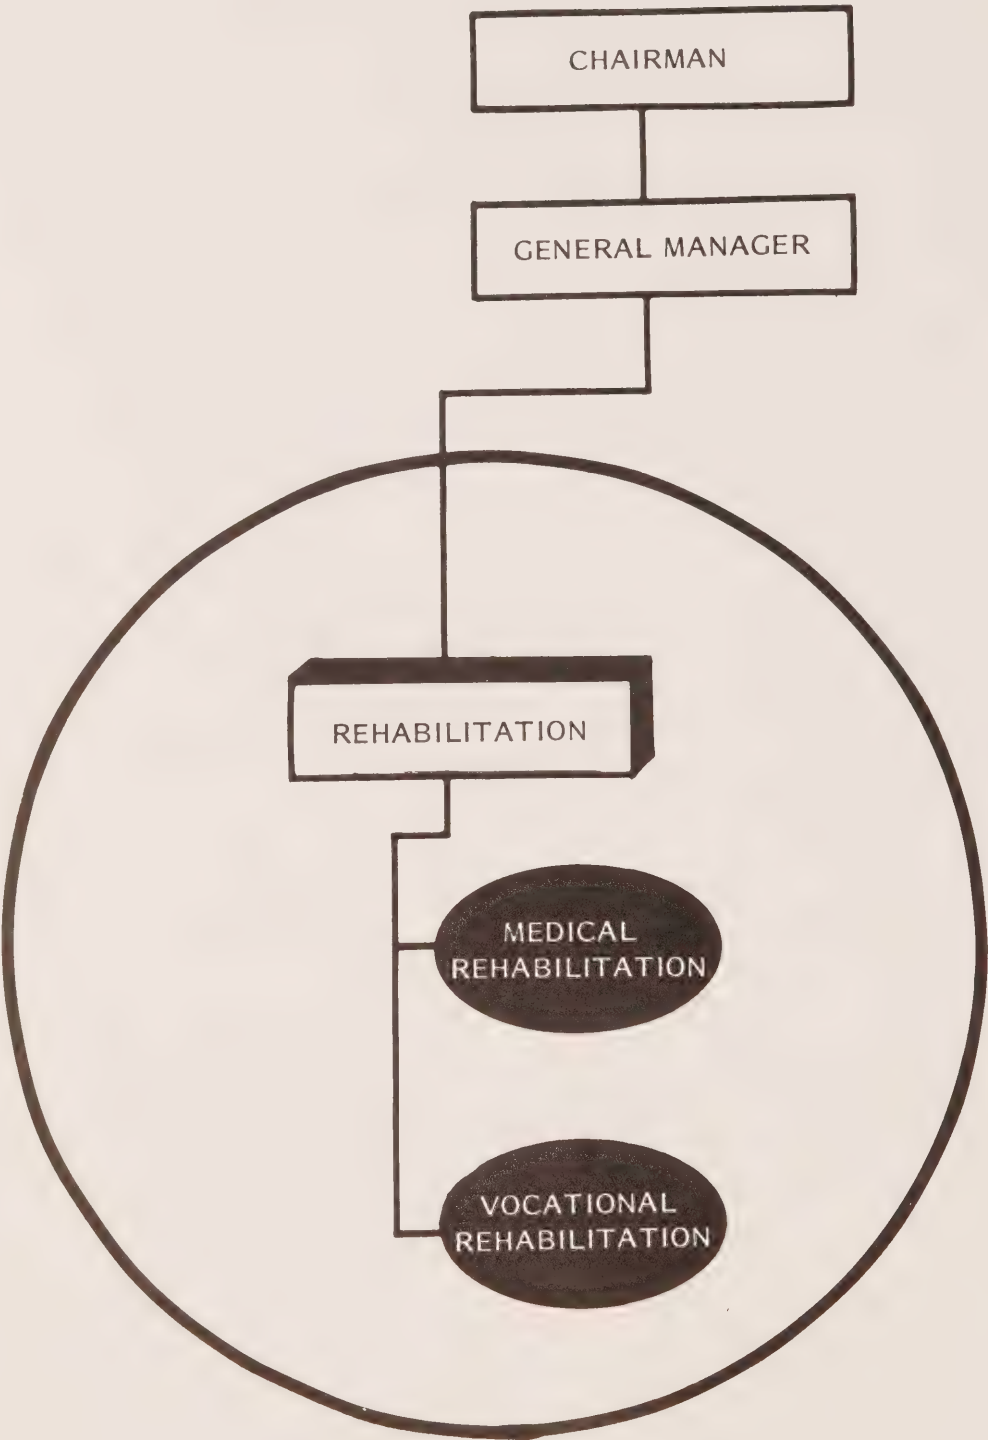 CHAIRMAN
GENERAL MANAGER
REHABILITATION
MEDICAL
REHABILITATION
VOCATIONAL
REHABILITATION